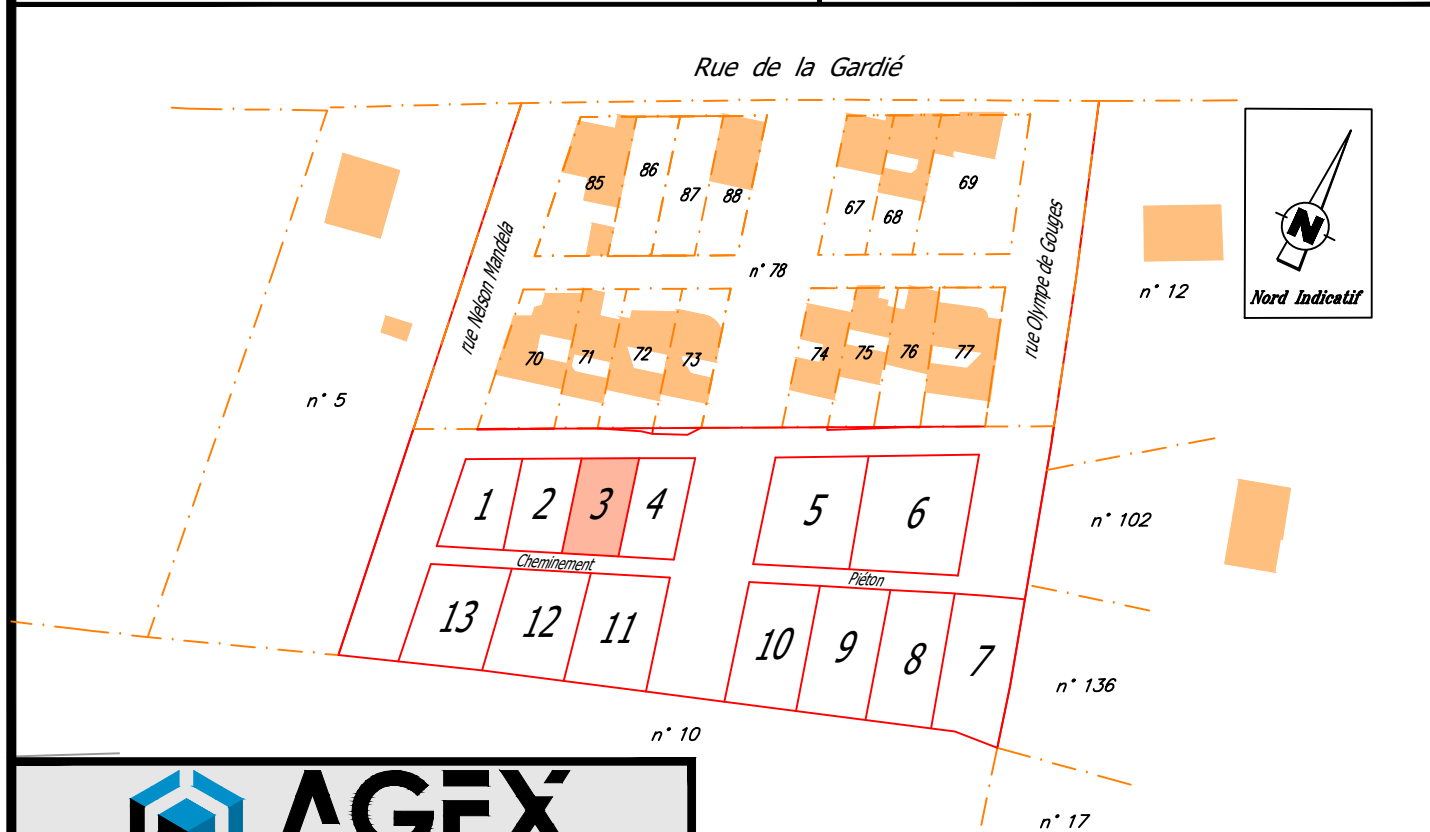 Rue de la Gardié
85
86
87
88
67
68
69
rue Nelson Mandela
n° 78
rue Olympe de Gouges
n° 12
N
Nord Indicatif
70
71
72
73
74
75
76
77
n° 5
1
2
3
4
5
6
n° 102
Cheminement
Piéton
13
12
11
10
9
8
7
n° 136
n° 10
AGEX
n° 17